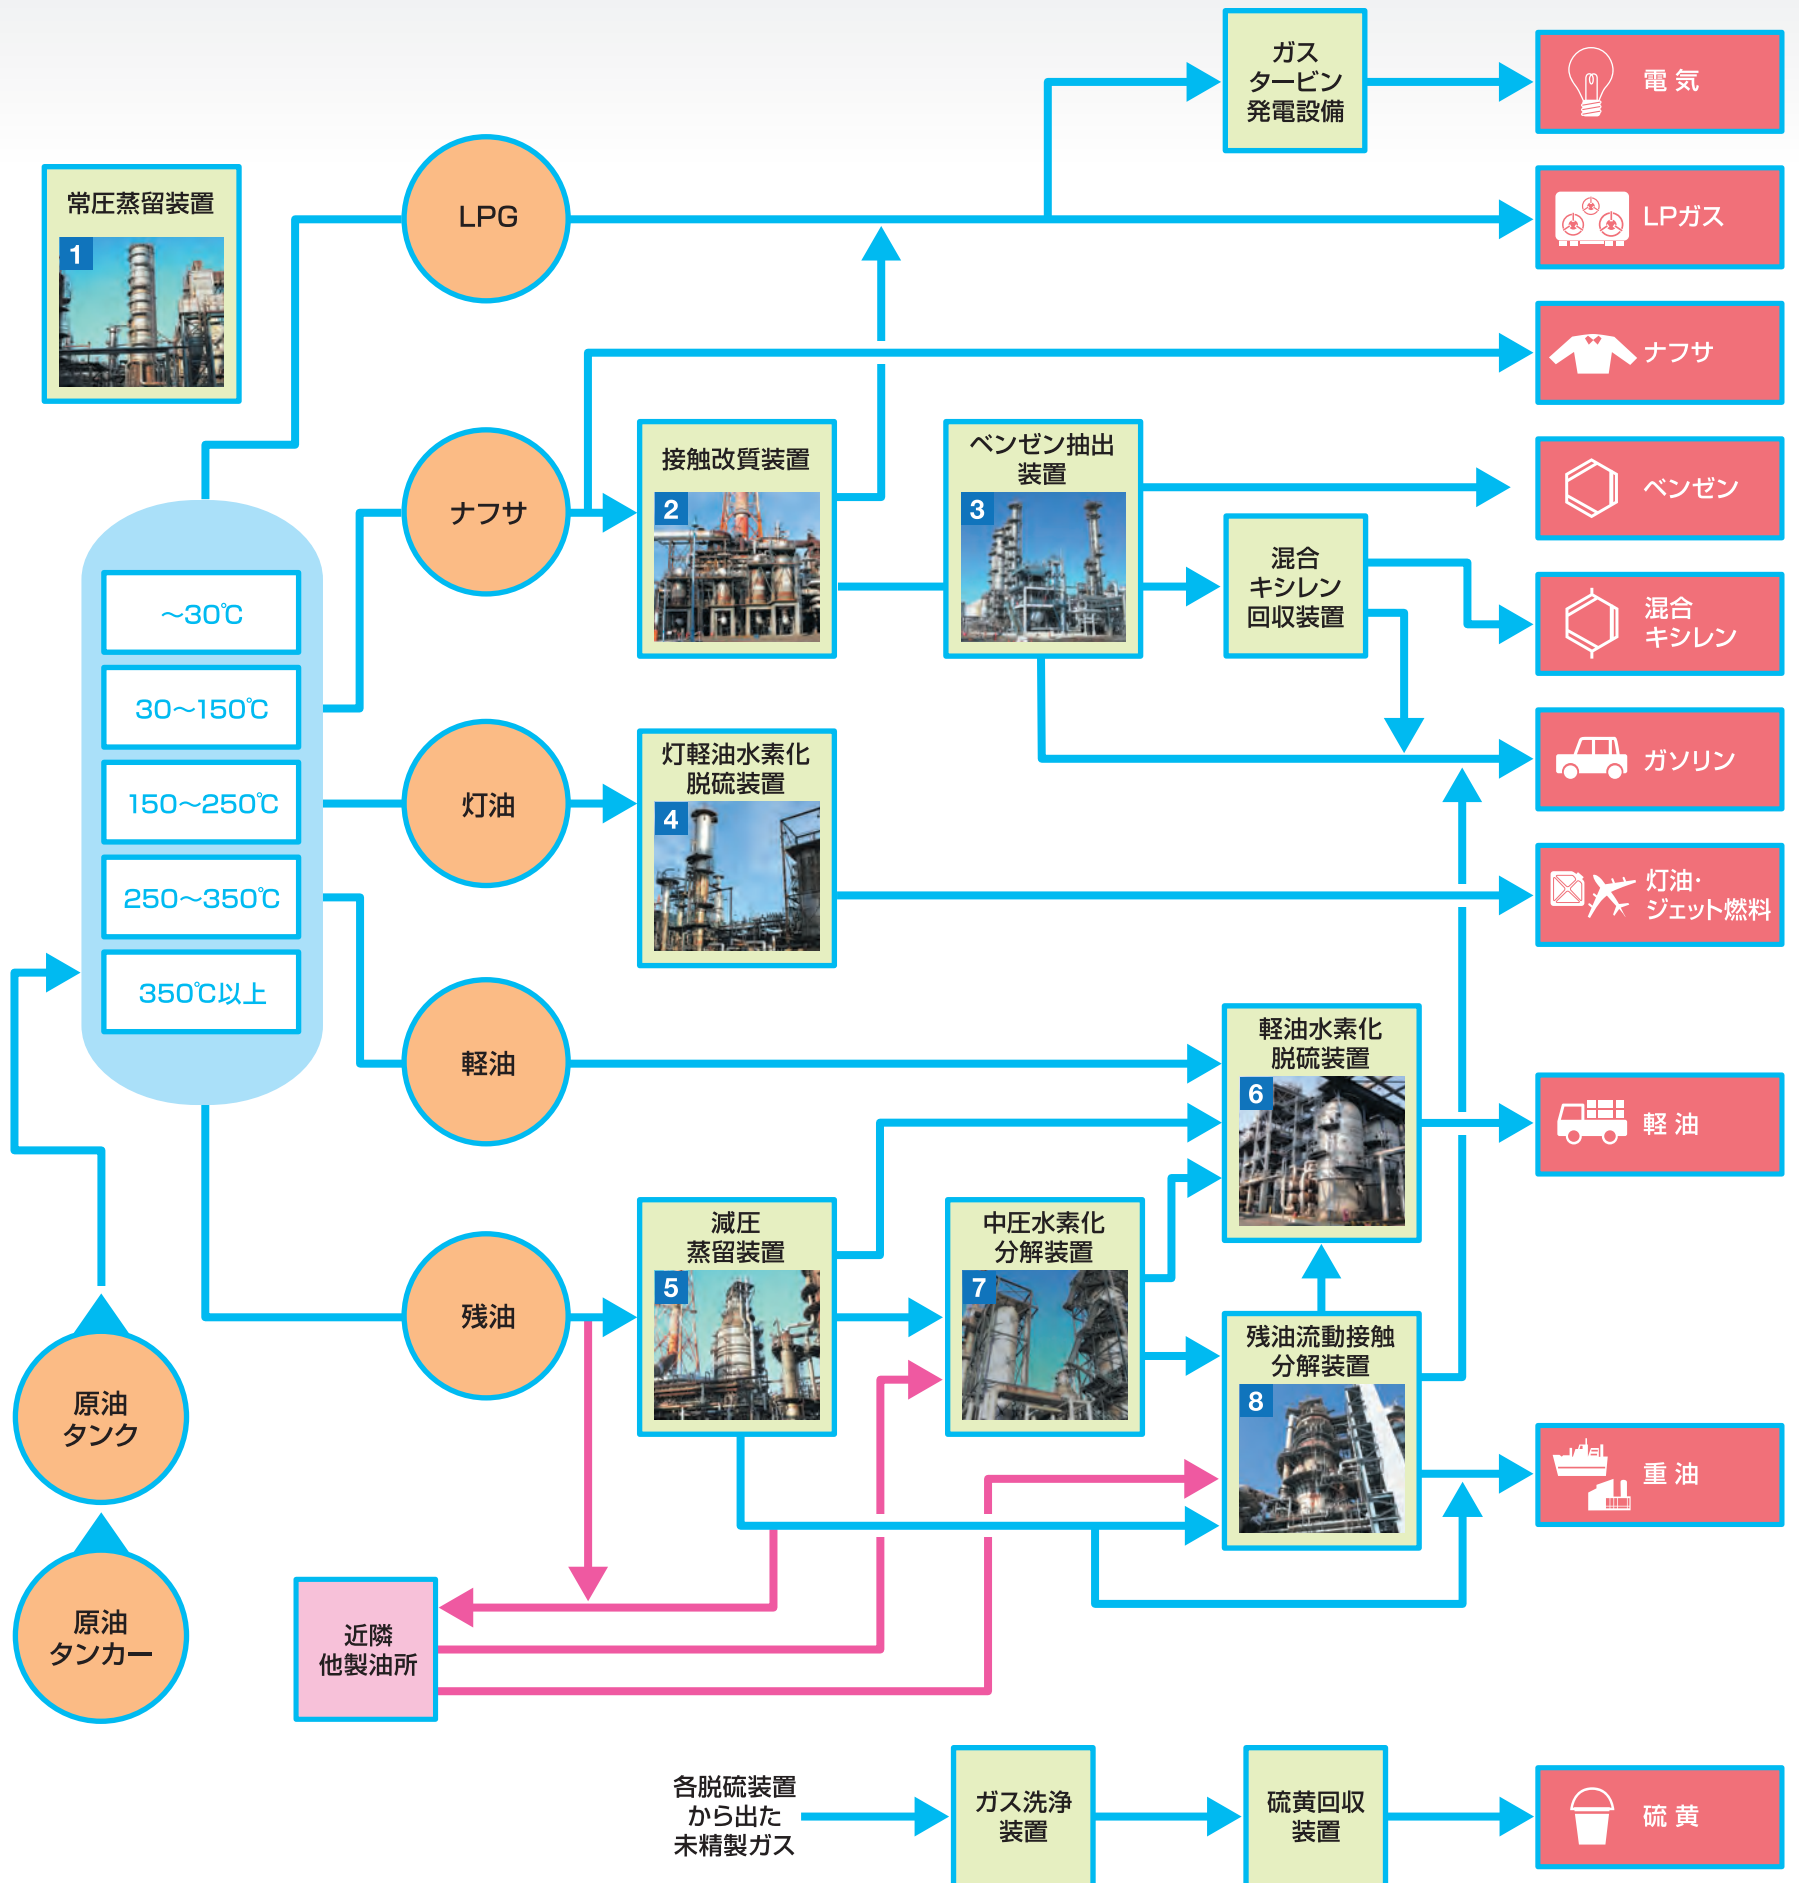 ガス
タービン
発電設備
電気
常圧蒸留装置
1
LPG
LPガス
ナフサ
ナフサ
接触改質装置
2
ベンゼン抽出
装置
3
ベンゼン
混合
キシレン
回収装置
混合
キシレン
~30℃
30~150℃
150~250℃
250~350℃
350℃以上
灯油
灯軽油水素化
脱硫装置
4
ガソリン
灯油・
ジェット燃料
軽油
軽油水素化
脱硫装置
6
軽油
残油
減圧
蒸留装置
5
中圧水素化
分解装置
7
残油流動接触
分解装置
8
重油
原油
タンク
原油
タンカー
近隣
他製油所
各脱硫装置
から出た
未精製ガス
ガス洗浄
装置
硫黄回収
装置
硫黄